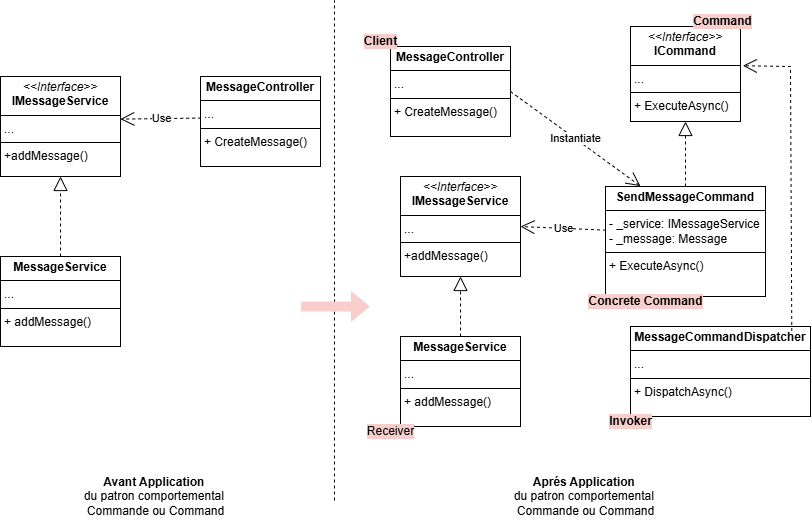 <<Interface>>
IMessageService
...
+addMessage()
Use
MessageController
...
+ CreateMessage()
MessageService
...
+ addMessage()
Avant Application
du patron comportemental
Commande ou Command
Client
MessageController
...
+ CreateMessage()
Instantiate
Command
<<Interface>>
ICommand
...
+ ExecuteAsync()
<<Interface>>
IMessageService
...
+addMessage()
Use
SendMessageCommand
- _service: IMessageService
- _message: Message
+ ExecuteAsync()
Concrete Command
MessageService
...
+ addMessage()
Receiver
MessageCommandDispatcher
...
+ DispatchAsync()
Invoker
Aprés Application
du patron comportemental
Commande ou Command